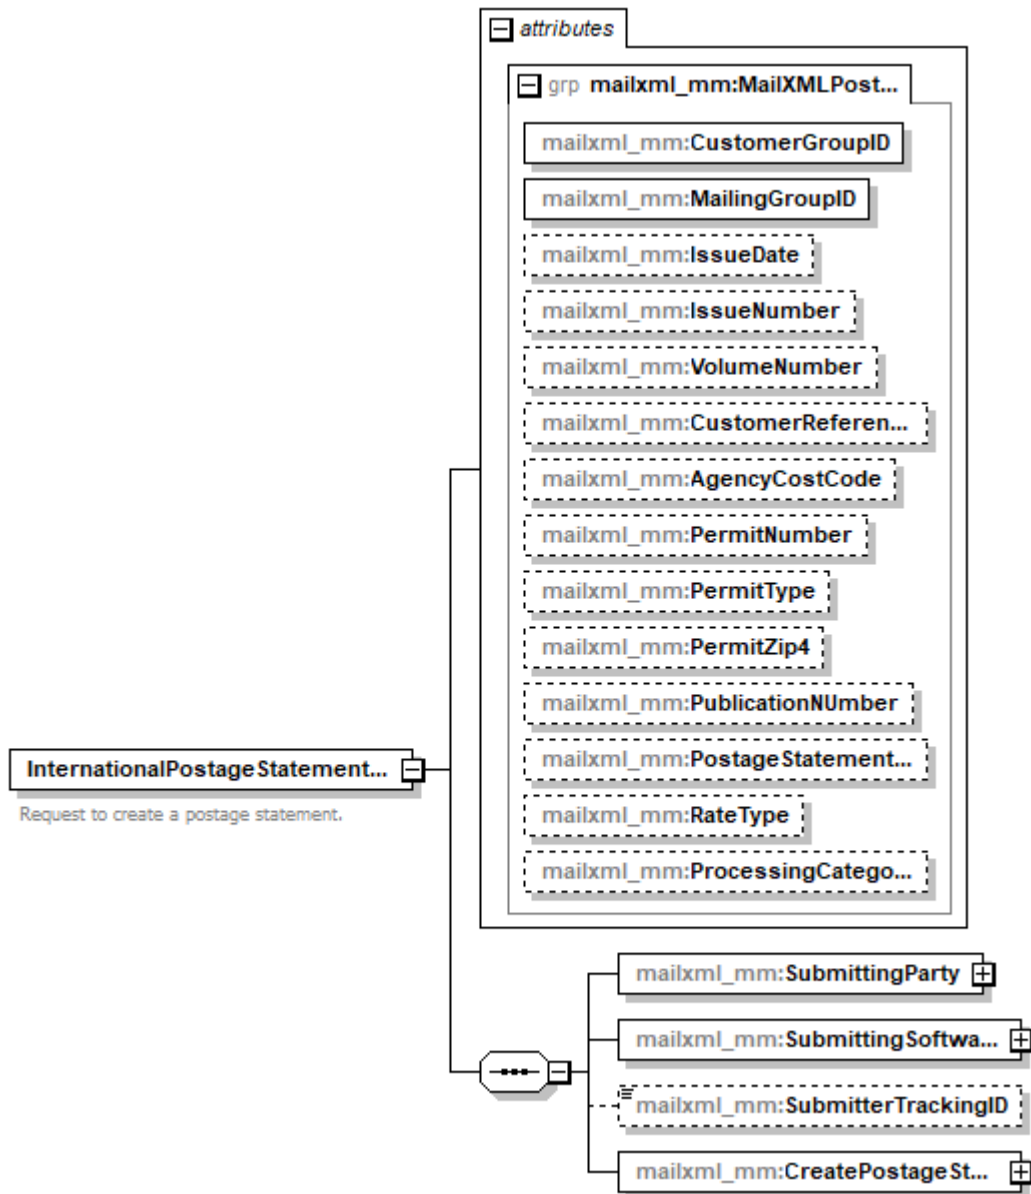 attributes
grp mailxml_mm:MailXMLPost...
mailxml_mm:CustomerGroupID
mailxml_mm:MailingGroupID
mailxml_mm:IssueDate
mailxml_mm:IssueNumber
mailxml_mm:VolumeNumber
mailxml_mm:CustomerReferen...
mailxml_mm:AgencyCostCode
mailxml_mm:PermitNumber
mailxml_mm:PermitType
mailxml_mm:PermitZip4
mailxml_mm:PublicationNUmber
mailxml_mm:PostageStatement...
mailxml_mm:RateType
mailxml_mm:ProcessingCatego...
InternationalPostageStatement...
Request to create a postage statement.
mailxml_mm:SubmittingParty
mailxml_mm:SubmittingSoftwa...
mailxml_mm:SubmitterTrackingID
mailxml_mm:CreatePostageSt...